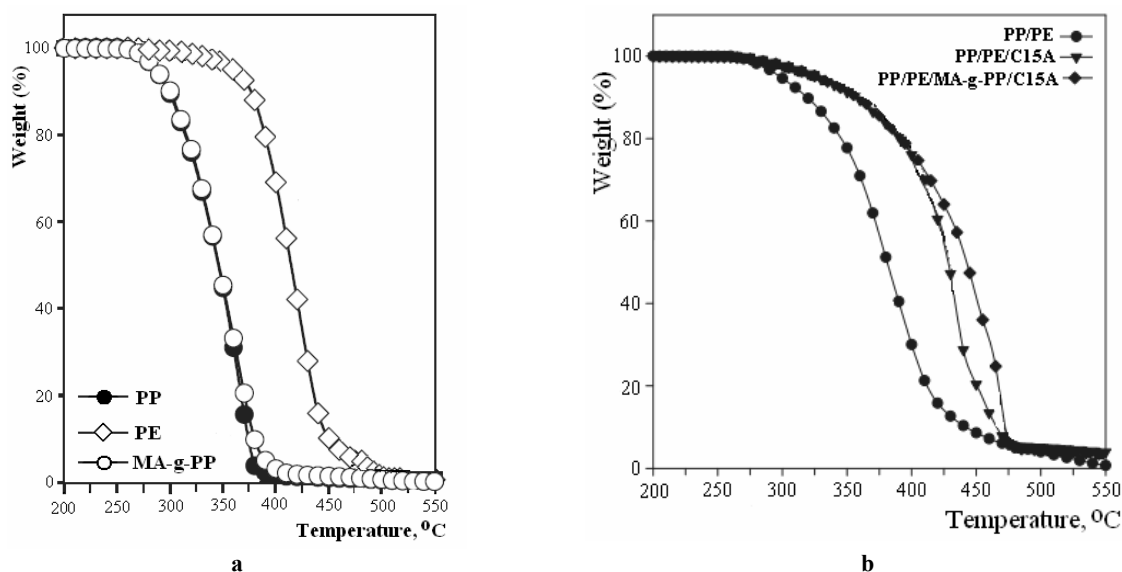 100
80
60
40
20
0
Weight (%)
PP
PE
MA-g-PP
200 250 300 350 400 450 500 550
Temperature, ºC
a
PP/PE
PP/PE/C15A
PP/PE/MA-g-PP/C15A
100
80
60
40
20
0
Weight (%)
200 250 300 350 400 450 500 550
Temperature, ºC
b